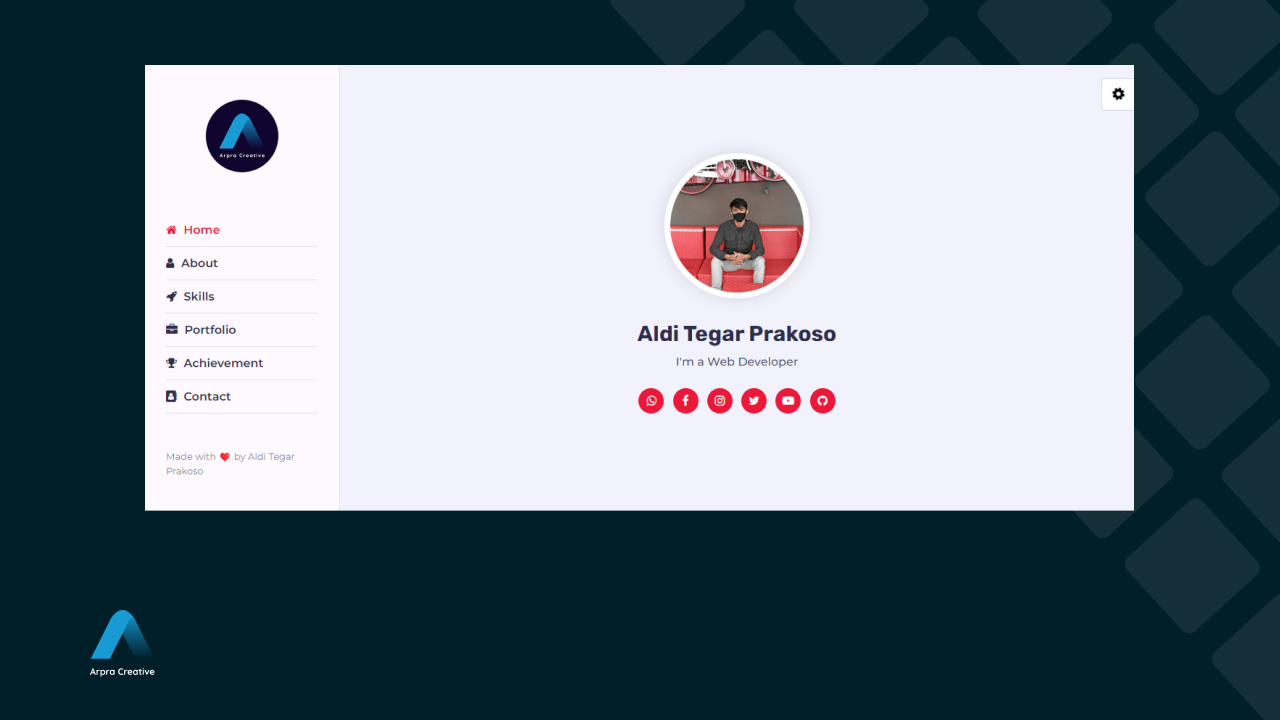 Arpra Creative
Home
About
Skills
Portfolio
Achievement
Contact
Made with ❤ by Aldi Tegar
Prakoso
Aldi Tegar Prakoso
I'm a Web Developer
Arpra Creative